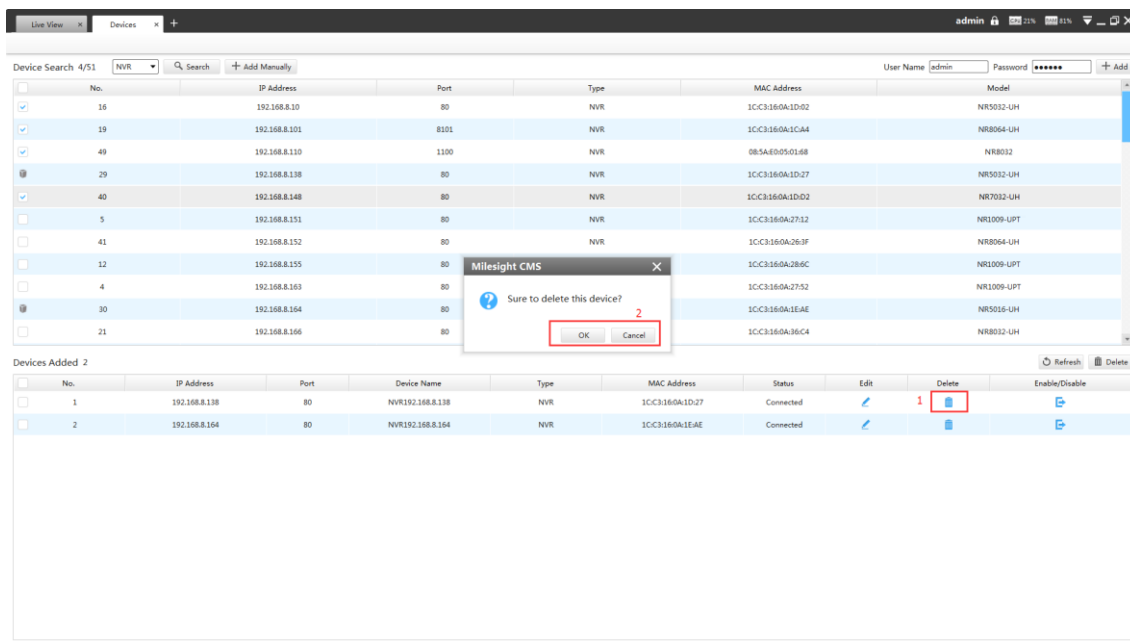 Live View × Devices × + admin CPU 21% RAM 81%
Device Search 4/51 NVR Search + Add Manually User Name admin Password ●●●●●● + Add
No. IP Address Port Type MAC Address Model
16 192.168.8.10 80 NVR 1C:C3:16:0A:1D:02 NR5032-UH
19 192.168.8.101 8101 NVR 1C:C3:16:0A:1C:A4 NR8064-UH
49 192.168.8.110 1100 NVR 08:5A:E0:05:01:68 NR8032
29 192.168.8.138 80 NVR 1C:C3:16:0A:1D:27 NR5032-UH
40 192.168.8.148 80 NVR 1C:C3:16:0A:1D:D2 NR7032-UH
5 192.168.8.151 80 NVR 1C:C3:16:0A:27:12 NR1009-UPT
41 192.168.8.152 80 NVR 1C:C3:16:0A:26:3F NR8064-UH
12 192.168.8.155 80 1C:C3:16:0A:28:6C NR1009-UPT
4 192.168.8.163 80 1C:C3:16:0A:27:52 NR1009-UPT
30 192.168.8.164 80 1C:C3:16:0A:1E:AE NR5016-UH
21 192.168.8.166 80 1C:C3:16:0A:36:C4 NR8032-UH
Milesight CMS
Sure to delete this device?
2
OK Cancel
Devices Added 2 Refresh Delete
No. IP Address Port Device Name Type MAC Address Status Edit Delete Enable/Disable
1 192.168.8.138 80 NVR192.168.8.138 NVR 1C:C3:16:0A:1D:27 Connected 1
2 192.168.8.164 80 NVR192.168.8.164 NVR 1C:C3:16:0A:1E:AE Connected